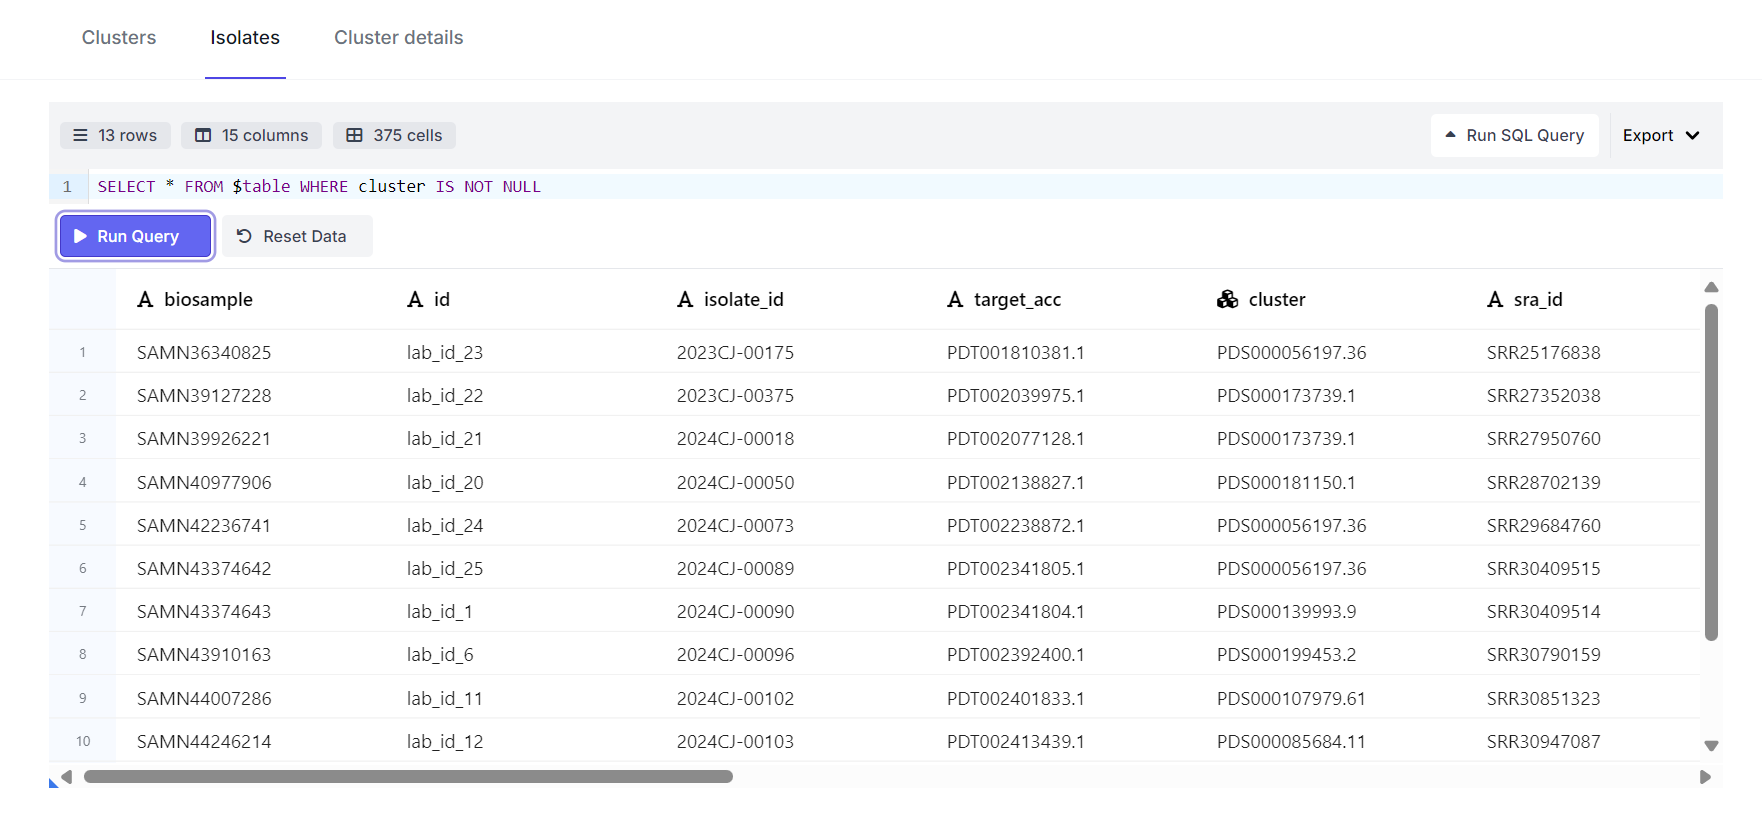 Clusters Isolates Cluster details
13 rows 15 columns 375 cells Run SQL Query Export
1 SELECT * FROM $table WHERE cluster IS NOT NULL
Run Query Reset Data
biosample id isolate_id target_acc cluster sra_id
1 SAMN36340825 lab_id_23 2023CJ-00175 PDT001810381.1 PDS000056197.36 SRR25176838
2 SAMN39127228 lab_id_22 2023CJ-00375 PDT002039975.1 PDS000173739.1 SRR27352038
3 SAMN39926221 lab_id_21 2024CJ-00018 PDT002077128.1 PDS000173739.1 SRR27950760
4 SAMN40977906 lab_id_20 2024CJ-00050 PDT002138827.1 PDS000181150.1 SRR28702139
5 SAMN42236741 lab_id_24 2024CJ-00073 PDT002238872.1 PDS000056197.36 SRR29684760
6 SAMN43374642 lab_id_25 2024CJ-00089 PDT002341805.1 PDS000056197.36 SRR30409515
7 SAMN43374643 lab_id_1 2024CJ-00090 PDT002341804.1 PDS000139993.9 SRR30409514
8 SAMN43910163 lab_id_6 2024CJ-00096 PDT002392400.1 PDS000199453.2 SRR30790159
9 SAMN44007286 lab_id_11 2024CJ-00102 PDT002401833.1 PDS000107979.61 SRR30851323
10 SAMN44246214 lab_id_12 2024CJ-00103 PDT002413439.1 PDS000085684.11 SRR30947087